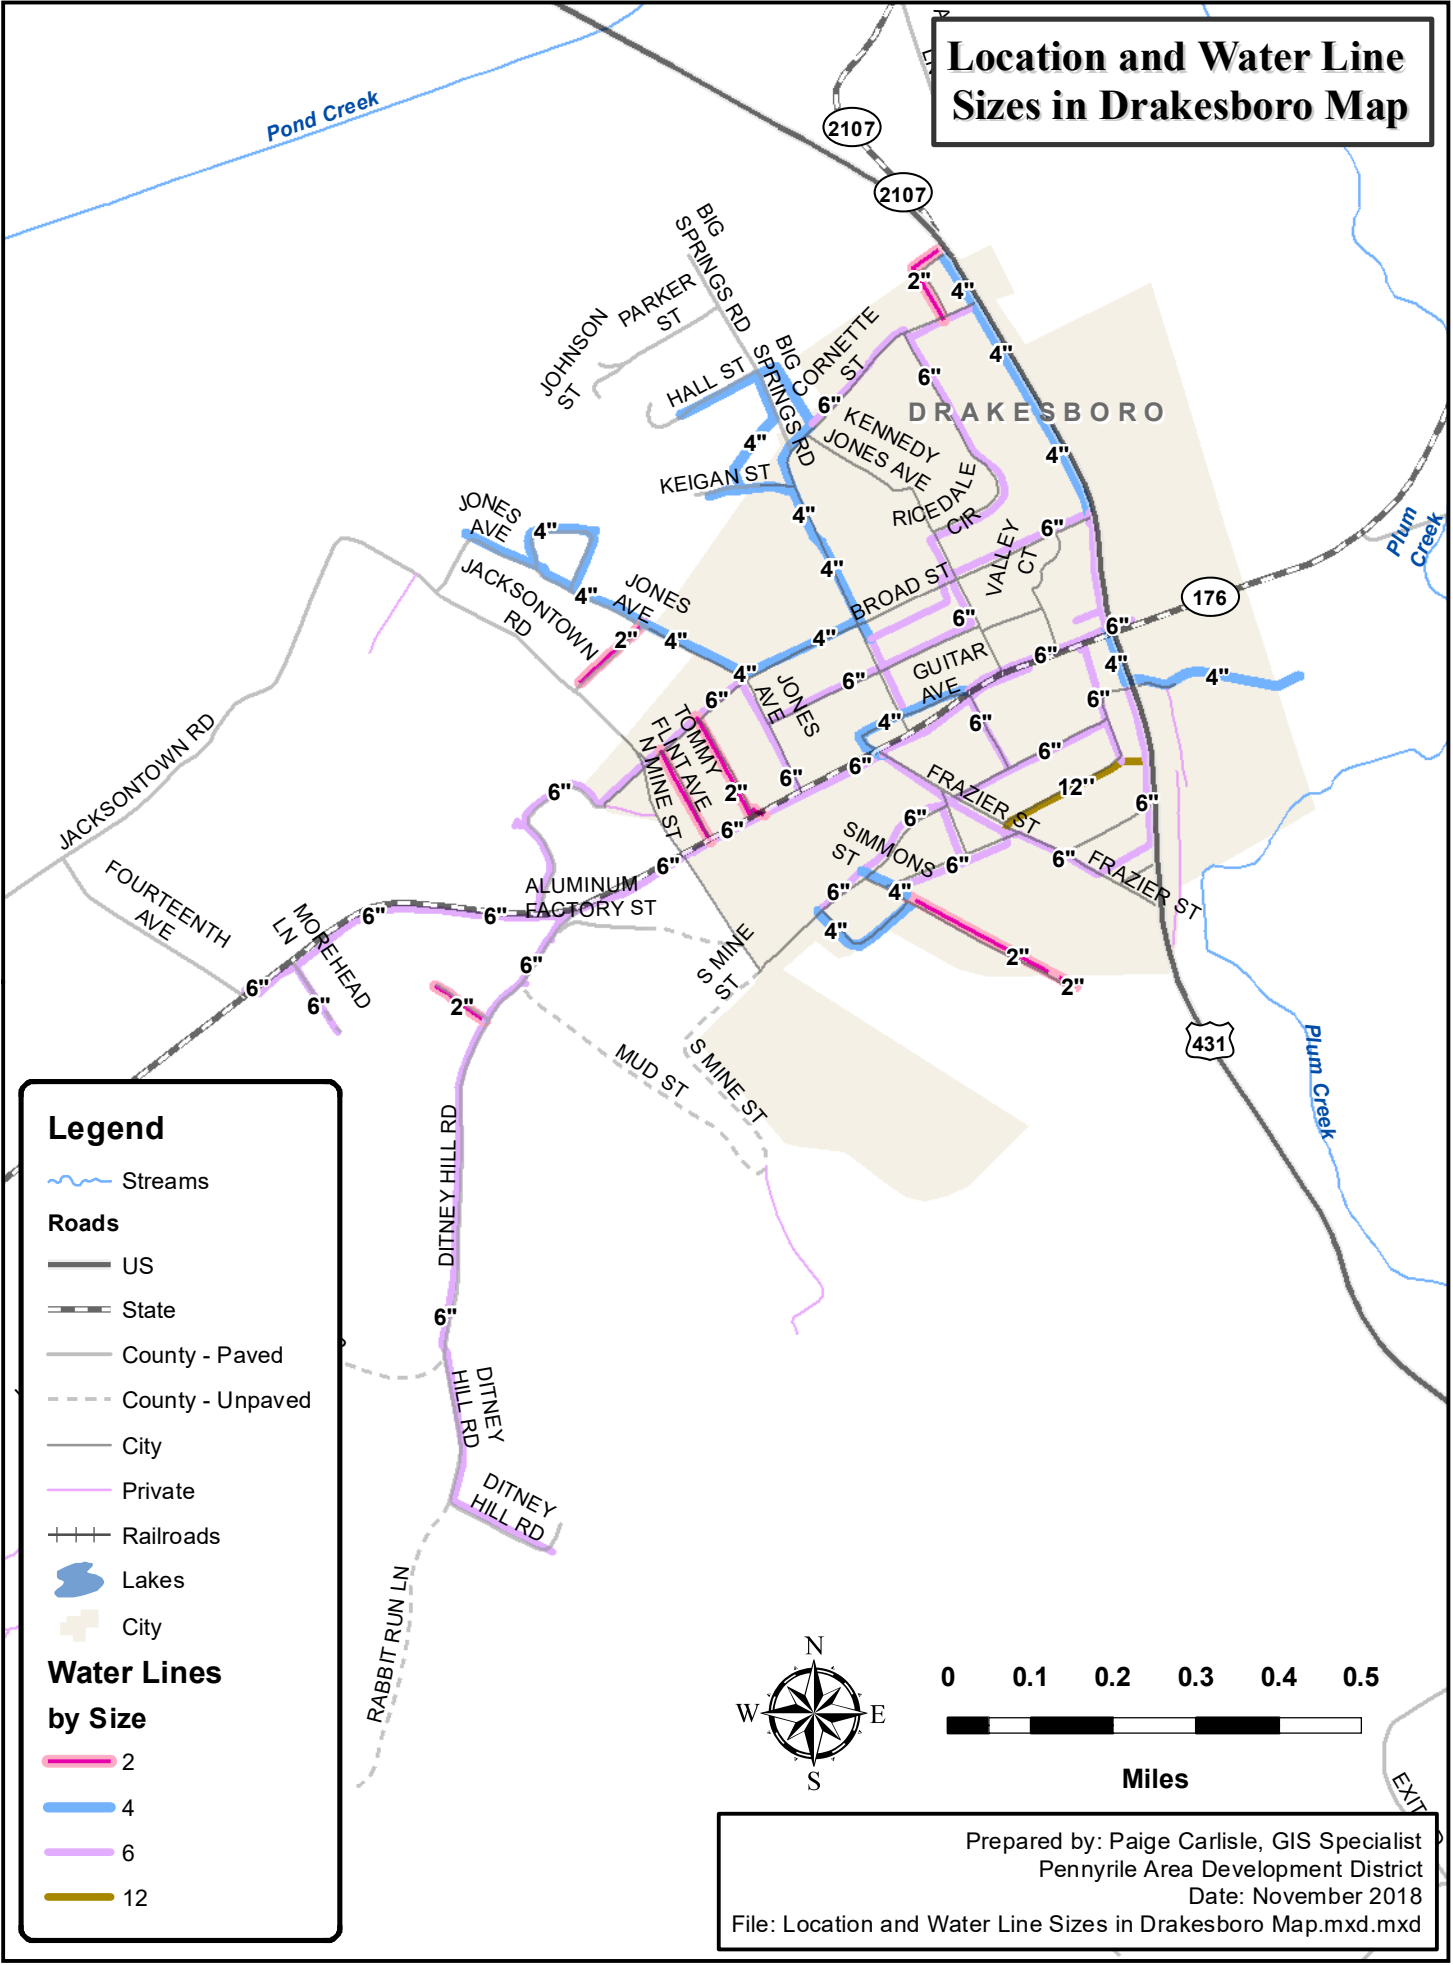 Location and Water Line
Sizes in Drakesboro Map
Pond Creek
2107
2107
BIG
SPRINGS RD
PARKER
ST
JOHNSON
ST
HALL ST
BIG
SPRINGS RD
CORNETTE
ST
2"
4"
4"
6"
6"
DRAKESBORO
KENNEDY
JONES AVE
4"
4"
KEIGAN ST
RICEDALE
CIR
JONES
AVE
4"
4"
6"
VALLEY
CT
Plum
Creek
JACKSONTOWN
RD
4"
JONES
AVE
4"
BROAD ST
176
2"
4"
4"
6"
6"
GUITAR
AVE
6"
4"
4"
4"
6"
6"
JONES
AVE
6"
TOMMY
FLINT AVE
N MINE ST
4"
6"
6"
JACKSONTOWN RD
6"
6"
2"
6"
FRAZIER ST
12"
6"
6"
6"
6"
SIMMONS
ST
6"
6"
FRAZIER ST
6"
FOURTEENTH
AVE
ALUMINUM
FACTORY ST
6"
4"
MOREHEAD
LN
6"
6"
4"
S MINE
ST
2"
2"
6"
6"
6"
2"
431
Plum Creek
MUD ST
S MINE ST
DITNEY HILL RD
6"
DITNEY
HILL RD
DITNEY
HILL RD
RABBIT RUN LN
Legend
Streams
Roads
US
State
County - Paved
County - Unpaved
City
Private
Railroads
Lakes
City
Water Lines
by Size
2
4
6
12
N
W
E
S
0 0.1 0.2 0.3 0.4 0.5
Miles
EXIT
Prepared by: Paige Carlisle, GIS Specialist
Pennyrile Area Development District
Date: November 2018
File: Location and Water Line Sizes in Drakesboro Map.mxd.mxd